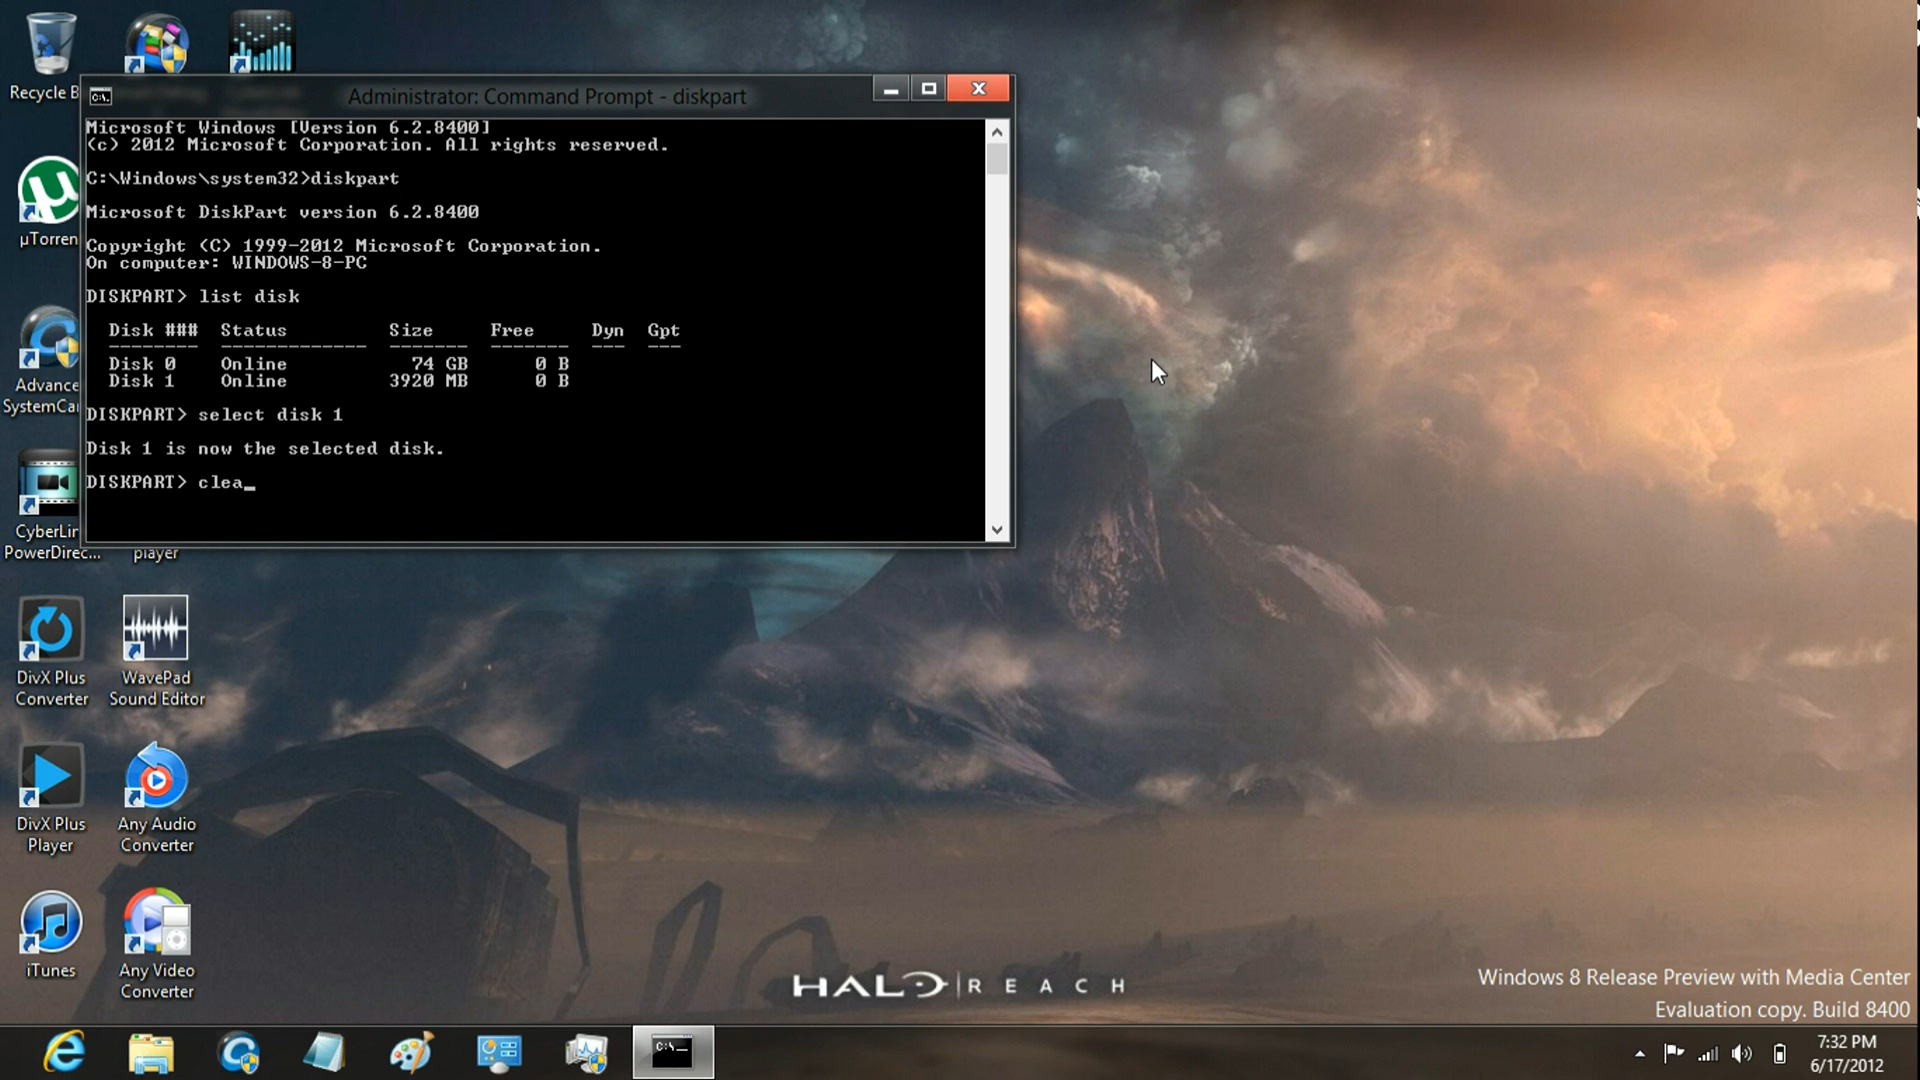 Recycle B
Administrator: Command Prompt - diskpart
Microsoft Windows [Version 6.2.8400]
(c) 2012 Microsoft Corporation. All rights reserved.
C:\Windows\system32>diskpart
Microsoft DiskPart version 6.2.8400
Copyright (C) 1999-2012 Microsoft Corporation.
On computer: WINDOWS-8-PC
DISKPART> list disk
Disk ### Status Size Free Dyn Gpt
-------- ------------- ------- ------- --- ---
Disk 0 Online 74 GB 0 B
Disk 1 Online 3920 MB 0 B
DISKPART> select disk 1
Disk 1 is now the selected disk.
DISKPART> clea_
µTorren
Advance
SystemCa
CyberLin
PowerDirec...
player
DivX Plus
Converter
WavePad
Sound Editor
DivX Plus
Player
Any Audio
Converter
iTunes
Any Video
Converter
HALO | REACH
Windows 8 Release Preview with Media Center
Evaluation copy. Build 8400
7:32 PM
6/17/2012